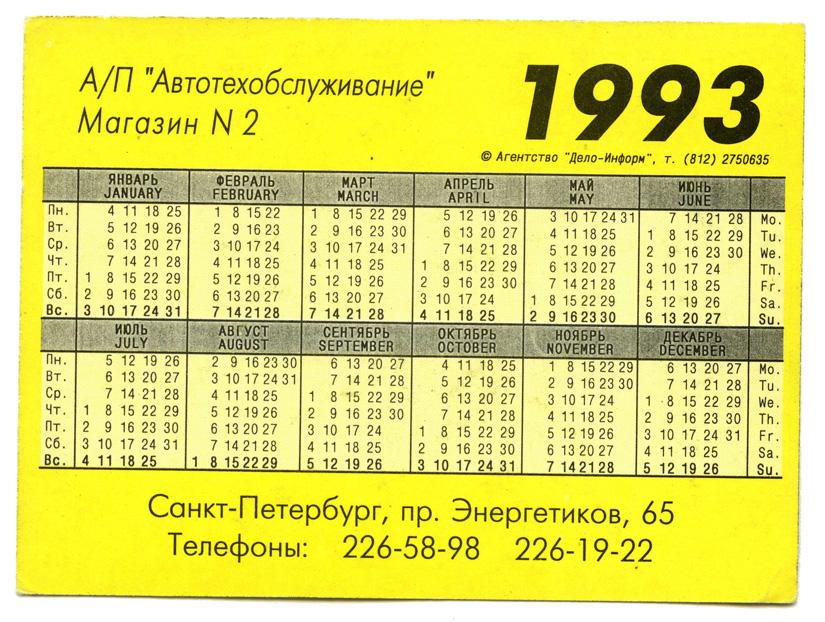 А/П "Автотехобслуживание"
Магазин N 2
1993
© Агентство "Дело-Информ", т. (812) 2750635
ЯНВАРЬ ФЕВРАЛЬ МАРТ АПРЕЛЬ МАЙ ИЮНЬ
JANUARY FEBRUARY MARCH APRIL MAY JUNE
Пн. 4 11 18 25 1 8 15 22 1 8 15 22 29 5 12 19 26 3 10 17 24 31 7 14 21 28 Mo.
Вт. 5 12 19 26 2 9 16 23 2 9 16 23 30 6 13 20 27 4 11 18 25 1 8 15 22 29 Tu.
Ср. 6 13 20 27 3 10 17 24 3 10 17 24 31 7 14 21 28 5 12 19 26 2 9 16 23 30 We.
Чт. 7 14 21 28 4 11 18 25 4 11 18 25 1 8 15 22 29 6 13 20 27 3 10 17 24 Th.
Пт. 1 8 15 22 29 5 12 19 26 5 12 19 26 2 9 16 23 30 7 14 21 28 4 11 18 25 Fr.
Сб. 2 9 16 23 30 6 13 20 27 6 13 20 27 3 10 17 24 1 8 15 22 29 5 12 19 26 Sa.
Вс. 3 10 17 24 31 7 14 21 28 7 14 21 28 4 11 18 25 2 9 16 23 30 6 13 20 27 Su.
ИЮЛЬ АВГУСТ СЕНТЯБРЬ ОКТЯБРЬ НОЯБРЬ ДЕКАБРЬ
JULY AUGUST SEPTEMBER OCTOBER NOVEMBER DECEMBER
Пн. 5 12 19 26 2 9 16 23 30 6 13 20 27 4 11 18 25 1 8 15 22 29 6 13 20 27 Mo.
Вт. 6 13 20 27 3 10 17 24 31 7 14 21 28 5 12 19 26 2 9 16 23 30 7 14 21 28 Tu.
Ср. 7 14 21 28 4 11 18 25 1 8 15 22 29 6 13 20 27 3 10 17 24 1 8 15 22 29 We.
Чт. 1 8 15 22 29 5 12 19 26 2 9 16 23 30 7 14 21 28 4 11 18 25 2 9 16 23 30 Th.
Пт. 2 9 16 23 30 6 13 20 27 3 10 17 24 1 8 15 22 29 5 12 19 26 3 10 17 24 31 Fr.
Сб. 3 10 17 24 31 7 14 21 28 4 11 18 25 2 9 16 23 30 6 13 20 27 4 11 18 25 Sa.
Вс. 4 11 18 25 1 8 15 22 29 5 12 19 26 3 10 17 24 31 7 14 21 28 5 12 19 26 Su.
Санкт-Петербург, пр. Энергетиков, 65
Телефоны: 226-58-98 226-19-22